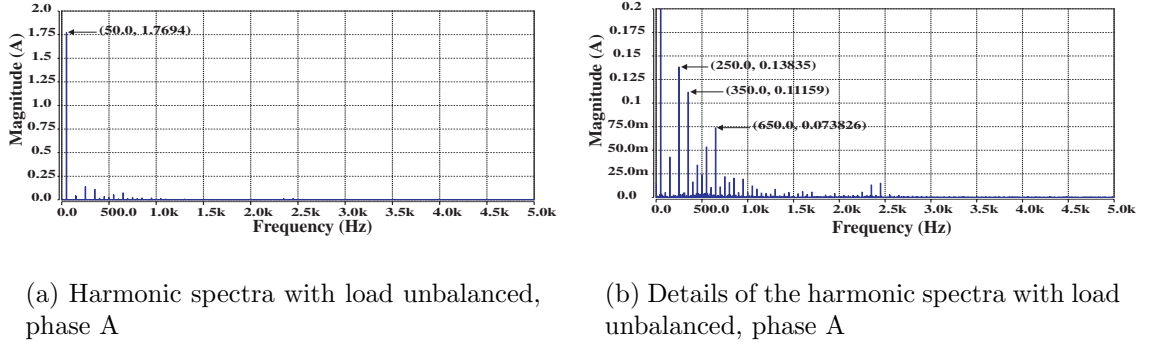 2.0
1.75
1.5
1.25
1.0
0.75
0.5
0.25
0.0
Magnitude (A)
(50.0, 1.7694)
0.0 500.0 1.0k 1.5k 2.0k 2.5k 3.0k 3.5k 4.0k 4.5k 5.0k
Frequency (Hz)
(a) Harmonic spectra with load unbalanced,
phase A
0.2
0.175
0.15
0.125
0.1
75.0m
50.0m
25.0m
0.0
Magnitude (A)
(250.0, 0.13835)
(350.0, 0.11159)
(650.0, 0.073826)
0.0 500.0 1.0k 1.5k 2.0k 2.5k 3.0k 3.5k 4.0k 4.5k 5.0k
Frequency (Hz)
(b) Details of the harmonic spectra with load
unbalanced, phase A